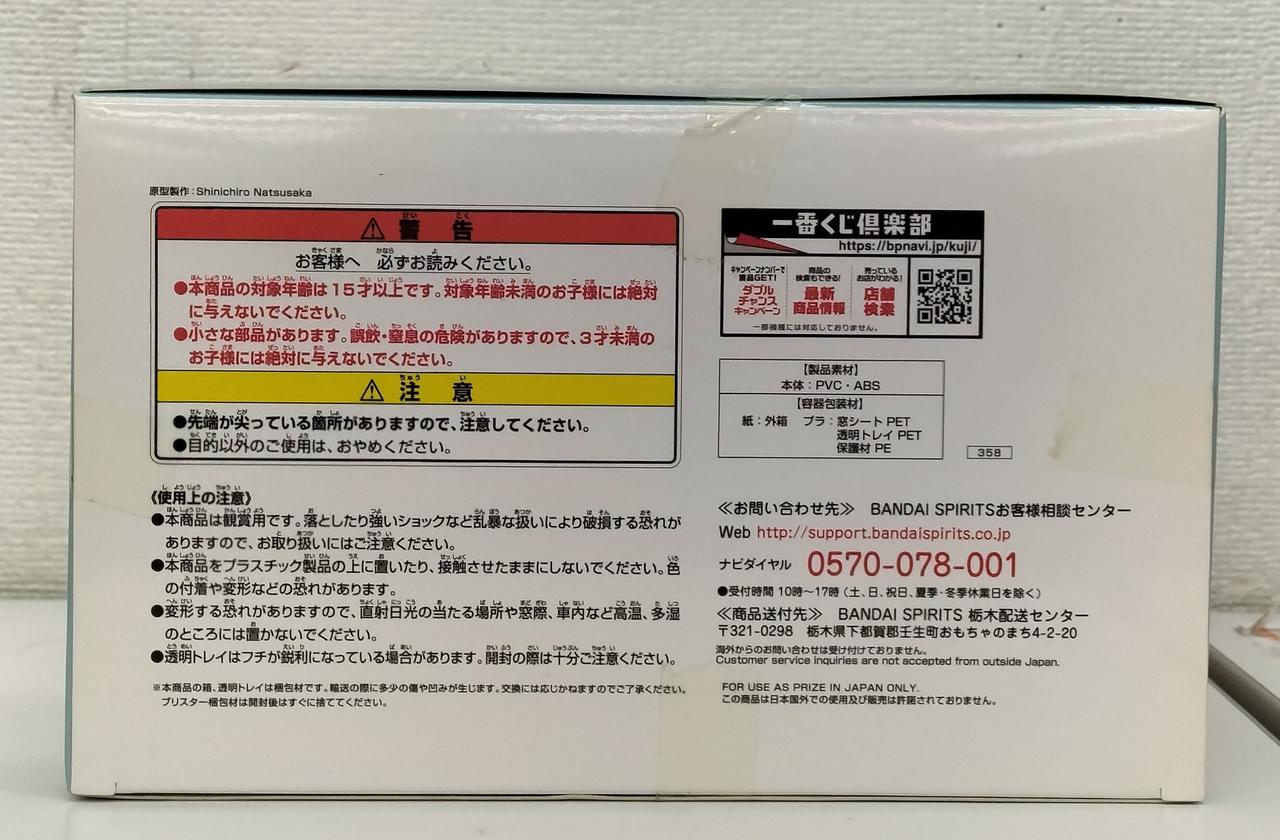 原型製作：Shinichiro Natsusaka
⚠ 警告
お客様へ 必ずお読みください。
●本商品の対象年齢は15才以上です。対象年齢未満のお子様には絶対
に与えないでください。
●小さな部品があります。誤飲・窒息の危険がありますので、3才未満の
お子様には絶対に与えないでください。
⚠ 注意
●先端が尖っている箇所がありますので、注意してください。
●目的以外のご使用は、おやめください。
《使用上の注意》
●本商品は観賞用です。落としたり強いショックなど乱暴な扱いにより破損する恐れが
ありますので、お取り扱いにはご注意ください。
●本商品をプラスチック製品の上に置いたり、接触させたままにしないでください。色
の付着や変形などの恐れがあります。
●変形する恐れがありますので、直射日光の当たる場所や窓際、車内など高温、多湿
のところには置かないでください。
●透明トレイはフチが鋭利になっている場合があります。開封の際は十分ご注意ください。
※本商品の箱、透明トレイは梱包材です。輸送の際に多少の傷や凹みが生じます。交換には応じかねますのでご了承ください。
ブリスター梱包材は開封後はすぐに捨ててください。
一番くじ倶楽部
https://bpnavi.jp/kuji/
キャンペーンナンバーで
賞品GET!
ダブル
チャンス
キャンペーン
商品の
検索もできる!
最新
商品情報
売っている
お店がわかる!
店舗
検索
一部機種には対応しておりません。
【製品素材】
本体：PVC・ABS
【容器包装材】
紙：外箱 プラ：窓シート PET
透明トレイ PET
保護材 PE
358
≪お問い合わせ先≫ BANDAI SPIRITSお客様相談センター
Web http://support.bandaispirits.co.jp
ナビダイヤル 0570-078-001
●受付時間 10時〜17時（土、日、祝日、夏季・冬季休業日を除く）
≪商品送付先≫ BANDAI SPIRITS 栃木配送センター
〒321-0298 栃木県下都賀郡壬生町おもちゃのまち4-2-20
海外からのお問い合わせは受け付けておりません。
Customer service inquiries are not accepted from outside Japan.
FOR USE AS PRIZE IN JAPAN ONLY.
この商品は日本国外での使用及び販売は許諾されておりません。